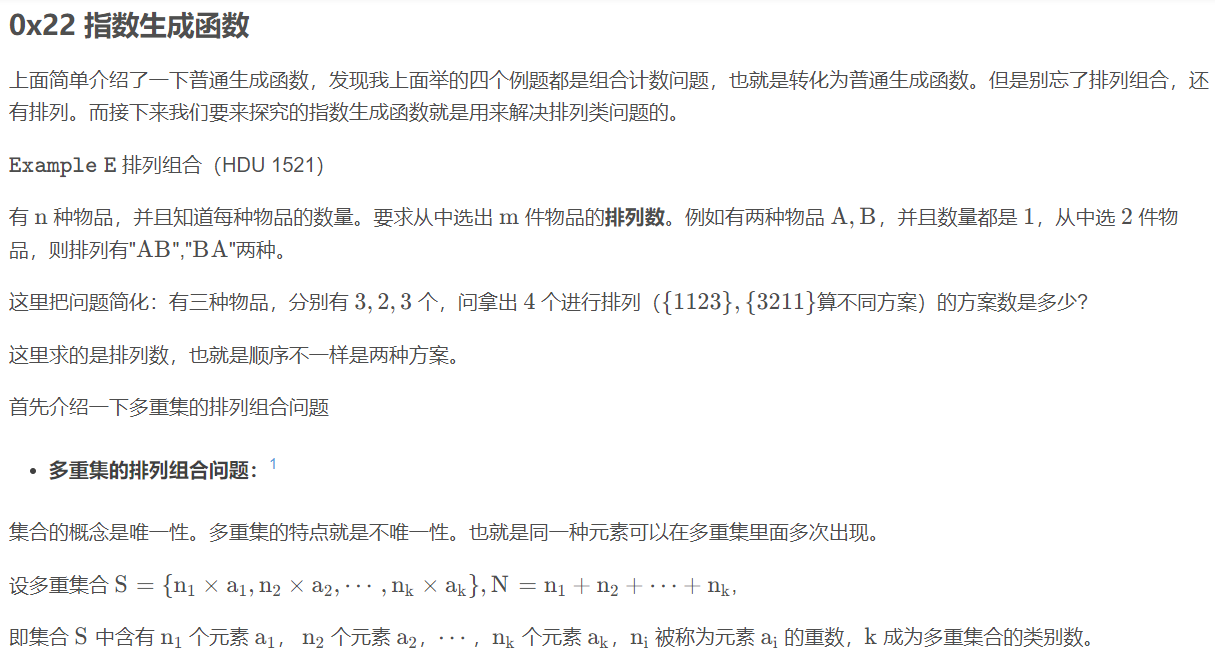 0x22 指数生成函数
上面简单介绍了一下普通生成函数，发现我上面举的四个例题都是组合计数问题，也就是转化为普通生成函数。但是别忘了排列组合，还
有排列。而接下来我们要来探究的指数生成函数就是用来解决排列类问题的。
Example E 排列组合（HDU 1521）
有 n 种物品，并且知道每种物品的数量。要求从中选出 m 件物品的排列数。例如有两种物品 A, B，并且数量都是 1，从中选 2 件物
品，则排列有"AB","BA"两种。
这里把问题简化：有三种物品，分别有 3, 2, 3 个，问拿出 4 个进行排列（{1123}, {3211}算不同方案）的方案数是多少？
这里求的是排列数，也就是顺序不一样是两种方案。
首先介绍一下多重集的排列组合问题
• 多重集的排列组合问题：1
集合的概念是唯一性。多重集的特点就是不唯一性。也就是同一种元素可以在多重集里面多次出现。
设多重集合 S = {n₁ × a₁, n₂ × a₂, ⋯ , nₖ × aₖ}, N = n₁ + n₂ + ⋯ + nₖ,
即集合 S 中含有 n₁ 个元素 a₁， n₂ 个元素 a₂，⋯ ，nₖ 个元素 aₖ，nᵢ 被称为元素 aᵢ 的重数，k 成为多重集合的类别数。